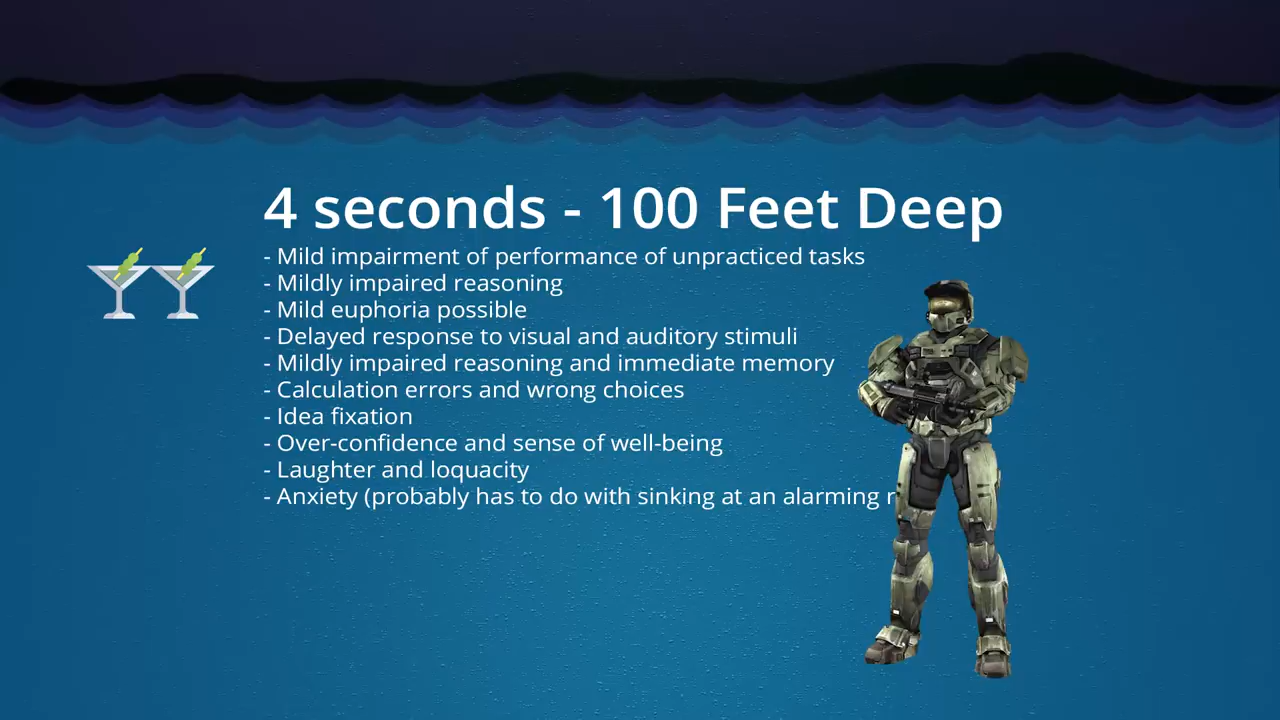 4 seconds - 100 Feet Deep
- Mild impairment of performance of unpracticed tasks
- Mildly impaired reasoning
- Mild euphoria possible
- Delayed response to visual and auditory stimuli
- Mildly impaired reasoning and immediate memory
- Calculation errors and wrong choices
- Idea fixation
- Over-confidence and sense of well-being
- Laughter and loquacity
- Anxiety (probably has to do with sinking at an alarming